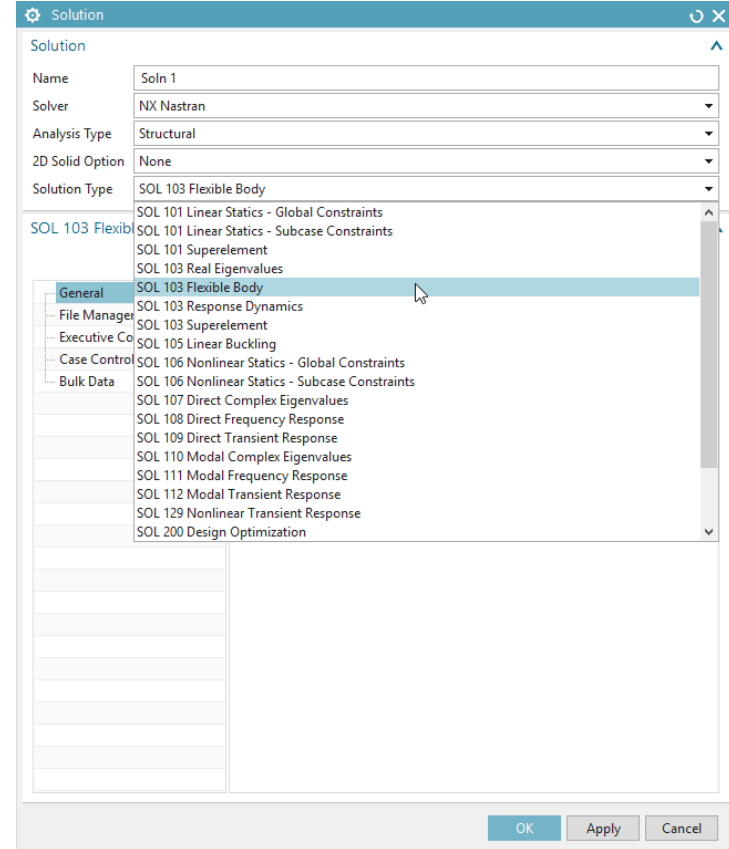 Solution
Solution
Name Soln 1
Solver NX Nastran
Analysis Type Structural
2D Solid Option None
Solution Type SOL 103 Flexible Body
SOL 101 Linear Statics - Global Constraints
SOL 103 Flexib SOL 101 Linear Statics - Subcase Constraints
SOL 101 Superelement
SOL 103 Real Eigenvalues
General SOL 103 Flexible Body
File Manage SOL 103 Response Dynamics
SOL 103 Superelement
Executive Co SOL 105 Linear Buckling
Case Control SOL 106 Nonlinear Statics - Global Constraints
Bulk Data SOL 106 Nonlinear Statics - Subcase Constraints
SOL 107 Direct Complex Eigenvalues
SOL 108 Direct Frequency Response
SOL 109 Direct Transient Response
SOL 110 Modal Complex Eigenvalues
SOL 111 Modal Frequency Response
SOL 112 Modal Transient Response
SOL 129 Nonlinear Transient Response
SOL 200 Design Optimization
OK Apply Cancel